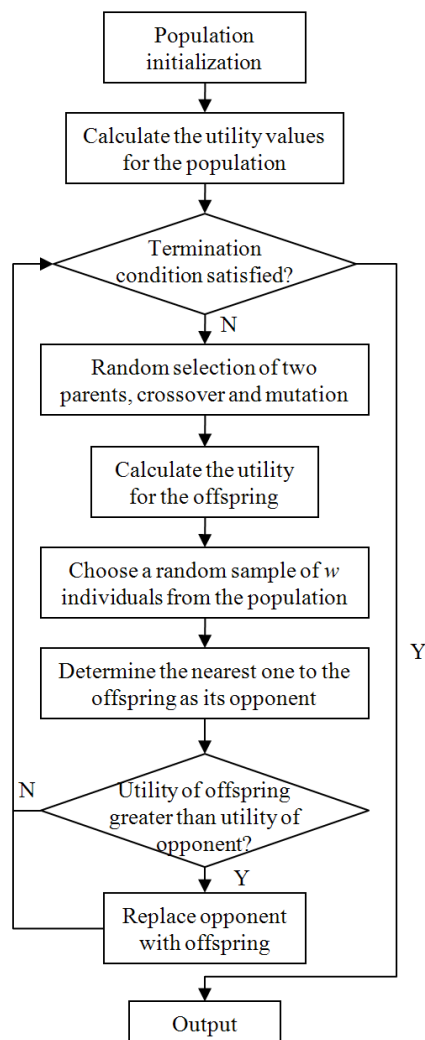 Population
initialization
Calculate the utility values
for the population
Termination
condition satisfied?
N
Random selection of two
parents, crossover and mutation
Calculate the utility
for the offspring
Choose a random sample of w
individuals from the population
Y
Determine the nearest one to the
offspring as its opponent
N
Utility of offspring
greater than utility of
opponent?
Y
Replace opponent
with offspring
Output